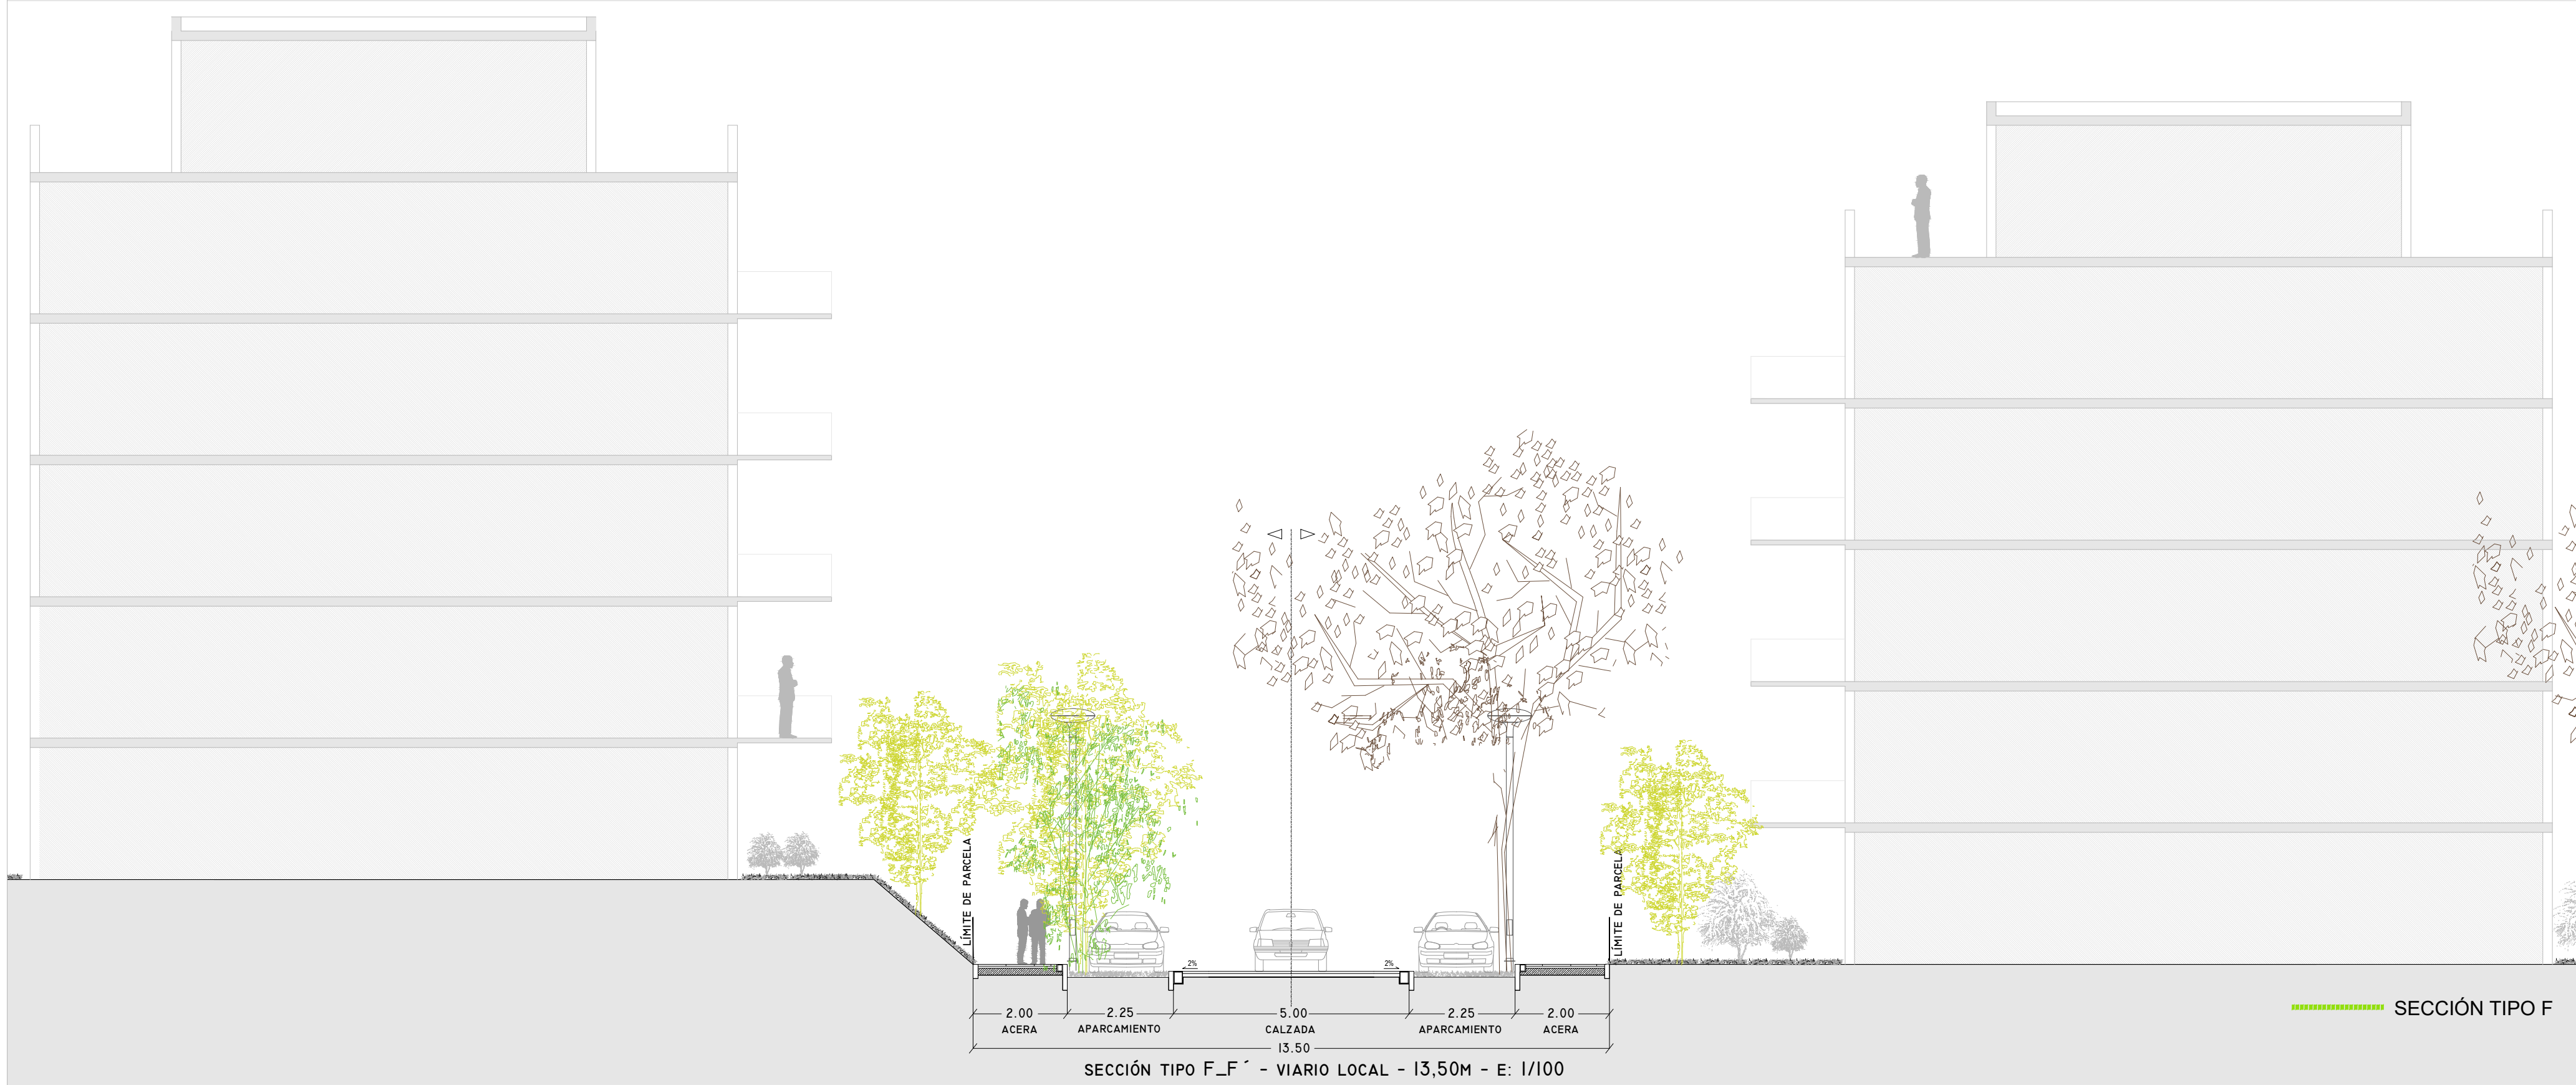 LÍMITE DE PARCELA
LÍMITE DE PARCELA
2% 2%
2.00 2.25 5.00 2.25 2.00
ACERA APARCAMIENTO CALZADA APARCAMIENTO ACERA
13.50
SECCIÓN TIPO F_F´ - VIARIO LOCAL - 13,50M - E: 1/100
SECCIÓN TIPO F